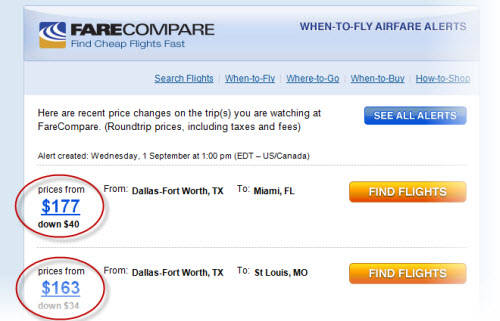 FARECOMPARE
Find Cheap Flights Fast
WHEN-TO-FLY AIRFARE ALERTS
Search Flights | When-to-Fly | Where-to-Go | When-to-Buy | How-to-Shop
Here are recent price changes on the trip(s) you are watching at
FareCompare. (Roundtrip prices, including taxes and fees)
SEE ALL ALERTS
Alert created: Wednesday, 1 September at 1:00 pm (EDT – US/Canada)
prices from
$177
down $40
From: Dallas-Fort Worth, TX To: Miami, FL
FIND FLIGHTS
prices from
$163
down $34
From: Dallas-Fort Worth, TX To: St Louis, MO
FIND FLIGHTS